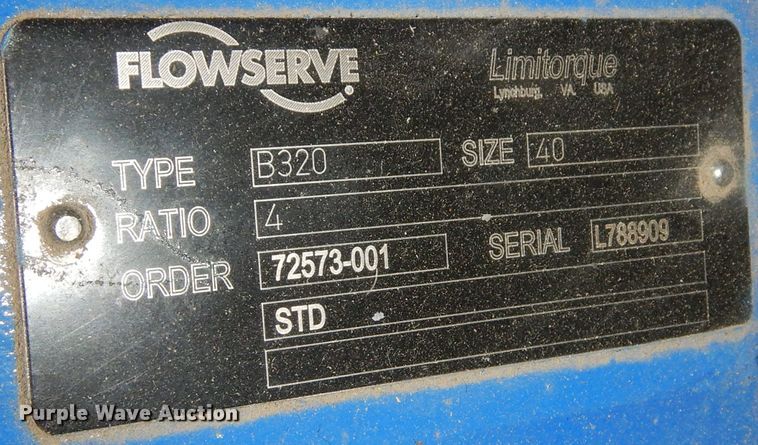 FLOWSERVE
Limitorque
Lynchburg, VA. USA
TYPE B320 SIZE 40
RATIO 4
ORDER 72573-001 SERIAL L788909
STD
Purple Wave Auction